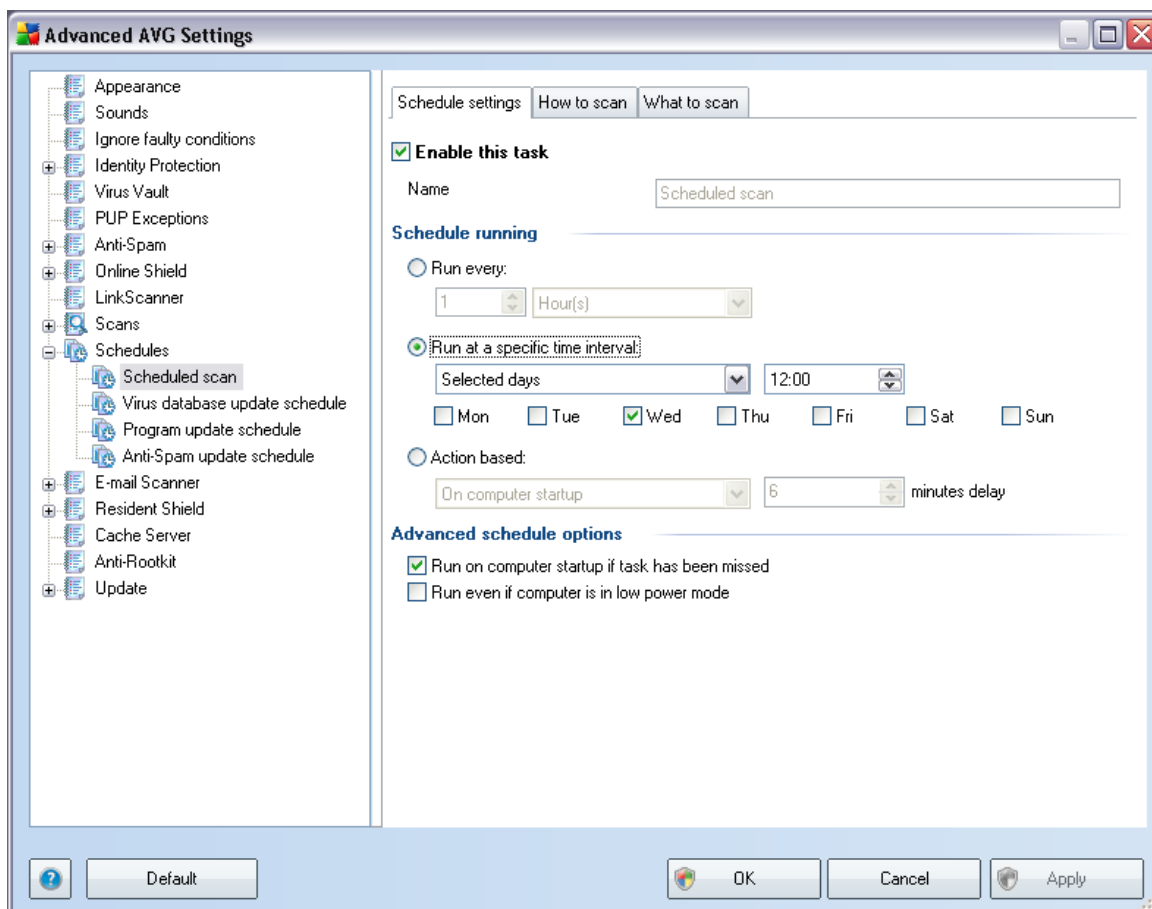 Advanced AVG Settings
Appearance
Sounds
Ignore faulty conditions
Identity Protection
Virus Vault
PUP Exceptions
Anti-Spam
Online Shield
LinkScanner
Scans
Schedules
Scheduled scan
Virus database update schedule
Program update schedule
Anti-Spam update schedule
E-mail Scanner
Resident Shield
Cache Server
Anti-Rootkit
Update
Schedule settings How to scan What to scan
Enable this task
Name Scheduled scan
Schedule running
Run every:
1 Hour(s)
Run at a specific time interval:
Selected days 12:00
Mon Tue Wed Thu Fri Sat Sun
Action based:
On computer startup 6 minutes delay
Advanced schedule options
Run on computer startup if task has been missed
Run even if computer is in low power mode
? Default OK Cancel Apply